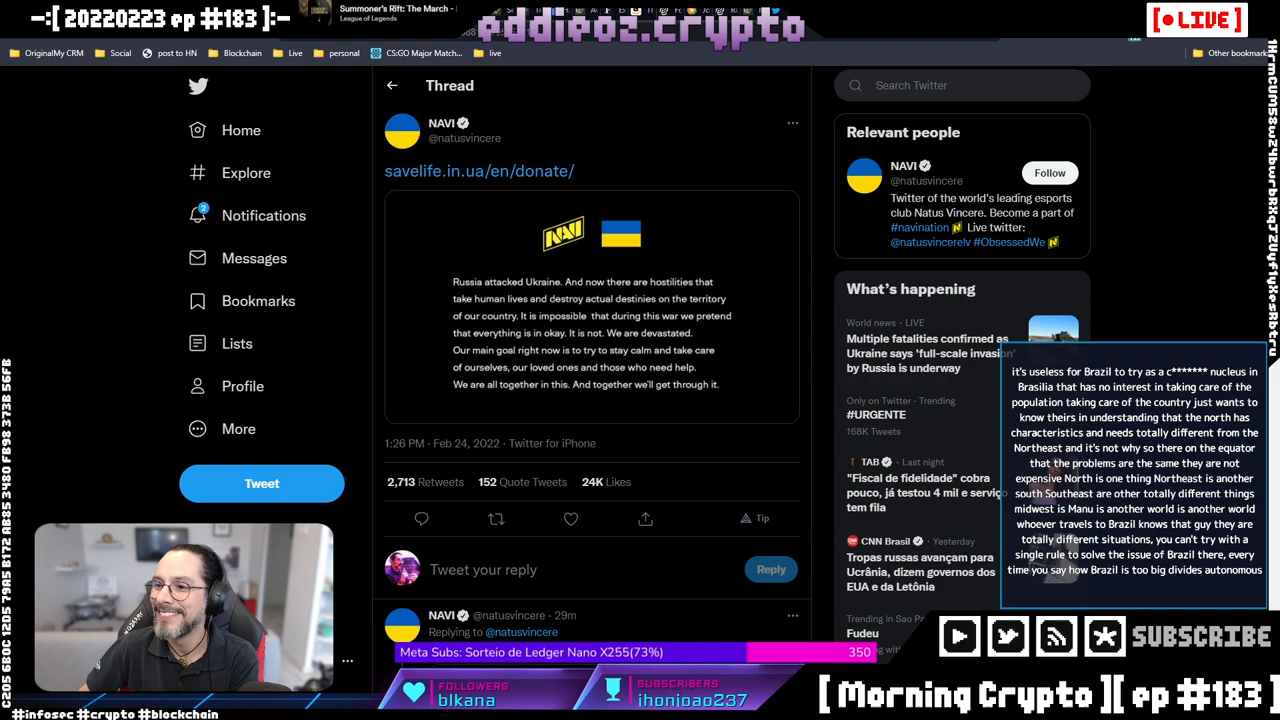 -:[ 20220223 ep #183 ]:-
Summoner's Rift: The March -
League of Legends
eddieoz.crypto
[● LIVE ]
OriginalMy CRM
Social
post to HN
Blockchain
Live
personal
CS:GO Major Match...
live
Other bookmark
Home
Explore
2
Notifications
Messages
Bookmarks
Lists
Profile
More
Tweet
Thread
NAVI
@natusvincere
savelife.in.ua/en/donate/
NAVI
Russia attacked Ukraine. And now there are hostilities that
take human lives and destroy actual destinies on the territory
of our country. It is impossible that during this war we pretend
that everything is in okay. It is not. We are devastated.
Our main goal right now is to try to stay calm and take care
of ourselves, our loved ones and those who need help.
We are all together in this. And together we'll get through it.
1:26 PM · Feb 24, 2022 · Twitter for iPhone
2,713 Retweets 152 Quote Tweets 24K Likes
Tip
Tweet your reply
Reply
NAVI @natusvincere · 29m
Replying to @natusvincere
Search Twitter
Relevant people
NAVI
@natusvincere
Follow
Twitter of the world's leading esports
club Natus Vincere. Become a part of
#navination Live twitter:
@natusvincerelv #ObsessedWe
What's happening
World news · LIVE
Multiple fatalities confirmed as
Ukraine says 'full-scale invasion'
by Russia is underway
Only on Twitter · Trending
#URGENTE
168K Tweets
TAB · Last night
"Fiscal de fidelidade" cobra
pouco, já testou 4 mil e serviço
tem fila
CNN Brasil · Yesterday
Tropas russas avançam para
Ucrânia, dizem governos dos
EUA e da Letônia
Trending in Sao P
Fudeu
it's useless for Brazil to try as a c******* nucleus in
Brasilia that has no interest in taking care of the
population taking care of the country just wants to
know theirs in understanding that the north has
characteristics and needs totally different from the
Northeast and it's not why so there on the equator
that the problems are the same they are not
expensive North is one thing Northeast is another
south Southeast are other totally different things
midwest is Manu is another world is another world
whoever travels to Brazil knows that guy they are
totally different situations, you can't try with a
single rule to solve the issue of Brazil there, every
time you say how Brazil is too big divides autonomous
Meta Subs: Sorteio de Ledger Nano X255(73%)
350
FOLLOWERS
blkana
SUBSCRIBERS
ihonjoao237
SUBSCRIBE
[ Morning Crypto ][ ep #183 ]
#infosec #crypto #blockchain
C2D5 5B0C 12D5 79A5 B172 AB35 3480 FB98 373B 56F7